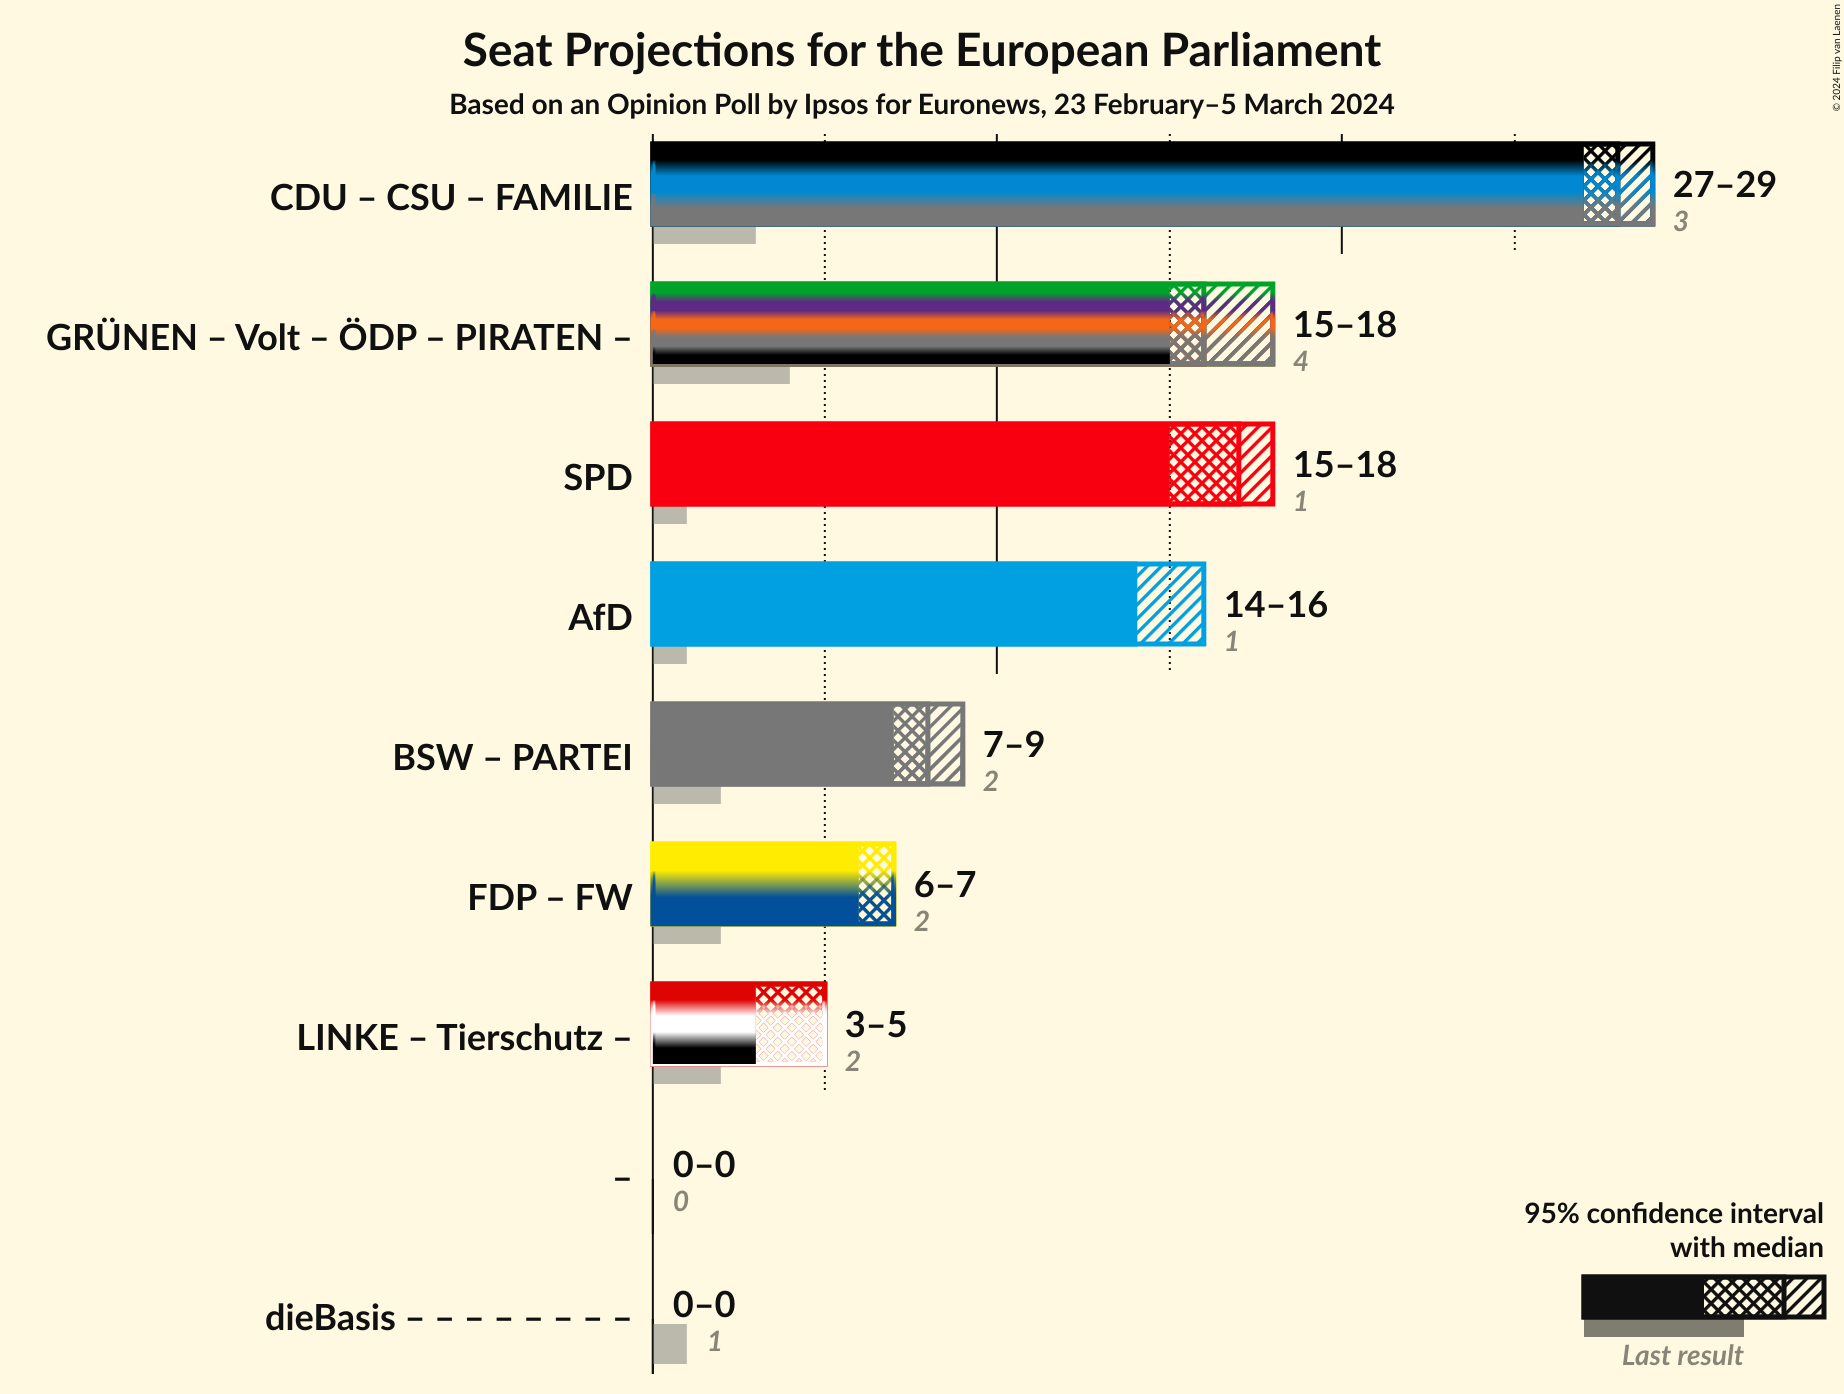 Seat Projections for the European Parliament
Based on an Opinion Poll by Ipsos for Euronews, 23 February–5 March 2024
© 2024 Filip van Laenen
CDU – CSU – FAMILIE
27–29
3
GRÜNEN – Volt – ÖDP – PIRATEN –
15–18
4
SPD
15–18
1
AfD
14–16
1
BSW – PARTEI
7–9
2
FDP – FW
6–7
2
LINKE – Tierschutz –
3–5
2
–
0–0
0
dieBasis – – – – – – – –
0–0
1
95% confidence interval
with median
Last result